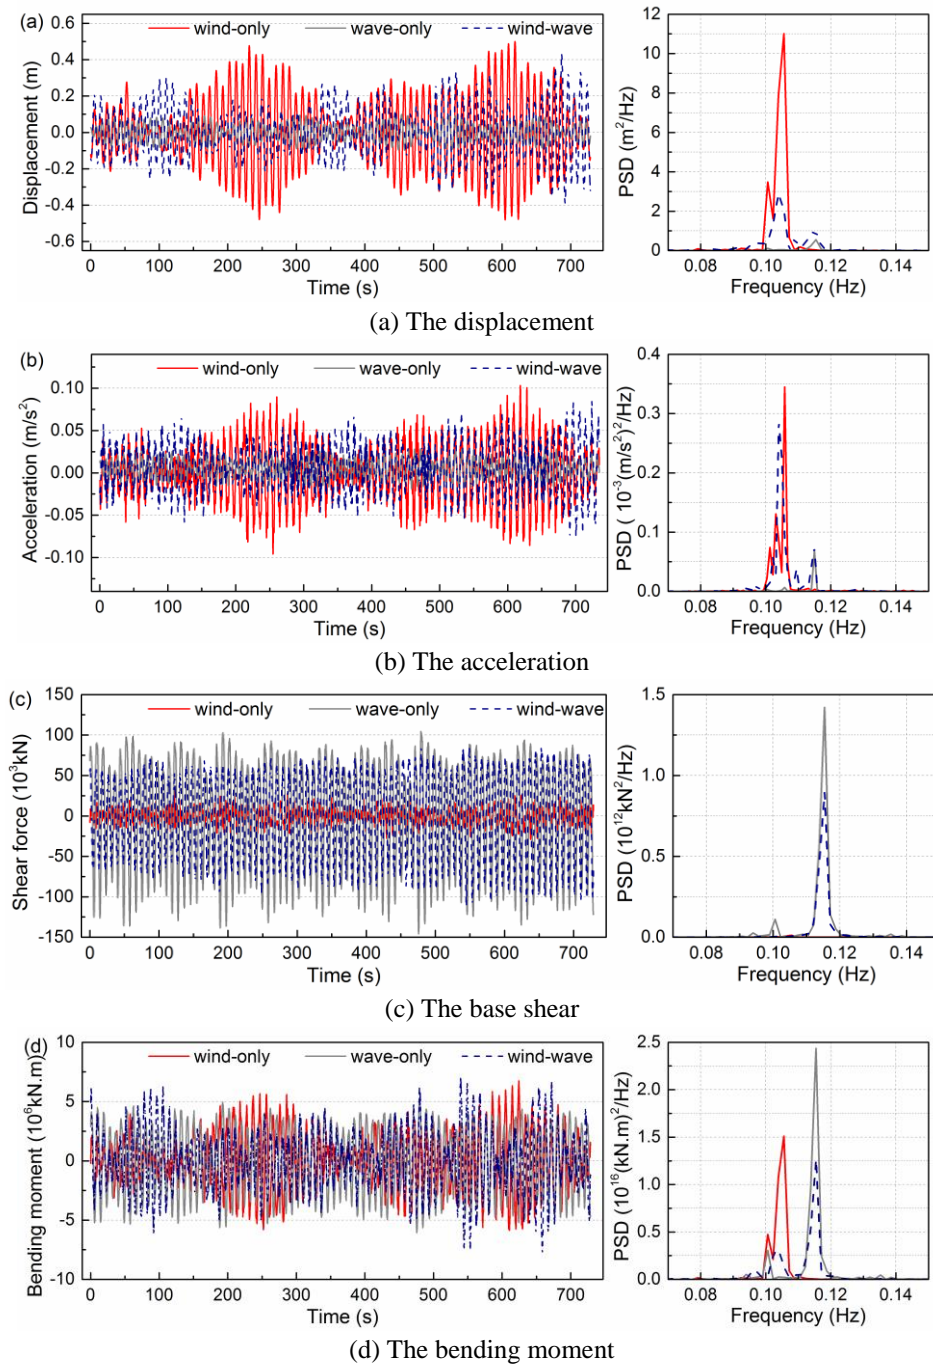 (a)
wind-only wave-only wind-wave
Displacement (m)
0.6
0.4
0.2
0.0
-0.2
-0.4
-0.6
0 100 200 300 400 500 600 700
Time (s)
PSD (m²/Hz)
12
10
8
6
4
2
0
0.08 0.10 0.12 0.14
Frequency (Hz)
(a) The displacement
(b)
wind-only wave-only wind-wave
Acceleration (m/s²)
0.10
0.05
0.00
-0.05
-0.10
0 100 200 300 400 500 600 700
Time (s)
PSD ( 10⁻³(m/s²)²/Hz)
0.4
0.3
0.2
0.1
0.0
0.08 0.10 0.12 0.14
Frequency (Hz)
(b) The acceleration
(c)
wind-only wave-only wind-wave
Shear force (10³kN)
150
100
50
0
-50
-100
-150
0 100 200 300 400 500 600 700
Time (s)
PSD (10¹²kN²/Hz)
1.5
1.0
0.5
0.0
0.08 0.10 0.12 0.14
Frequency (Hz)
(c) The base shear
(d)
wind-only wave-only wind-wave
Bending moment (10⁶kN.m)
10
5
0
-5
-10
0 100 200 300 400 500 600 700
Time (s)
PSD (10¹⁶(kN.m)²/Hz)
2.5
2.0
1.5
1.0
0.5
0.0
0.08 0.10 0.12 0.14
Frequency (Hz)
(d) The bending moment